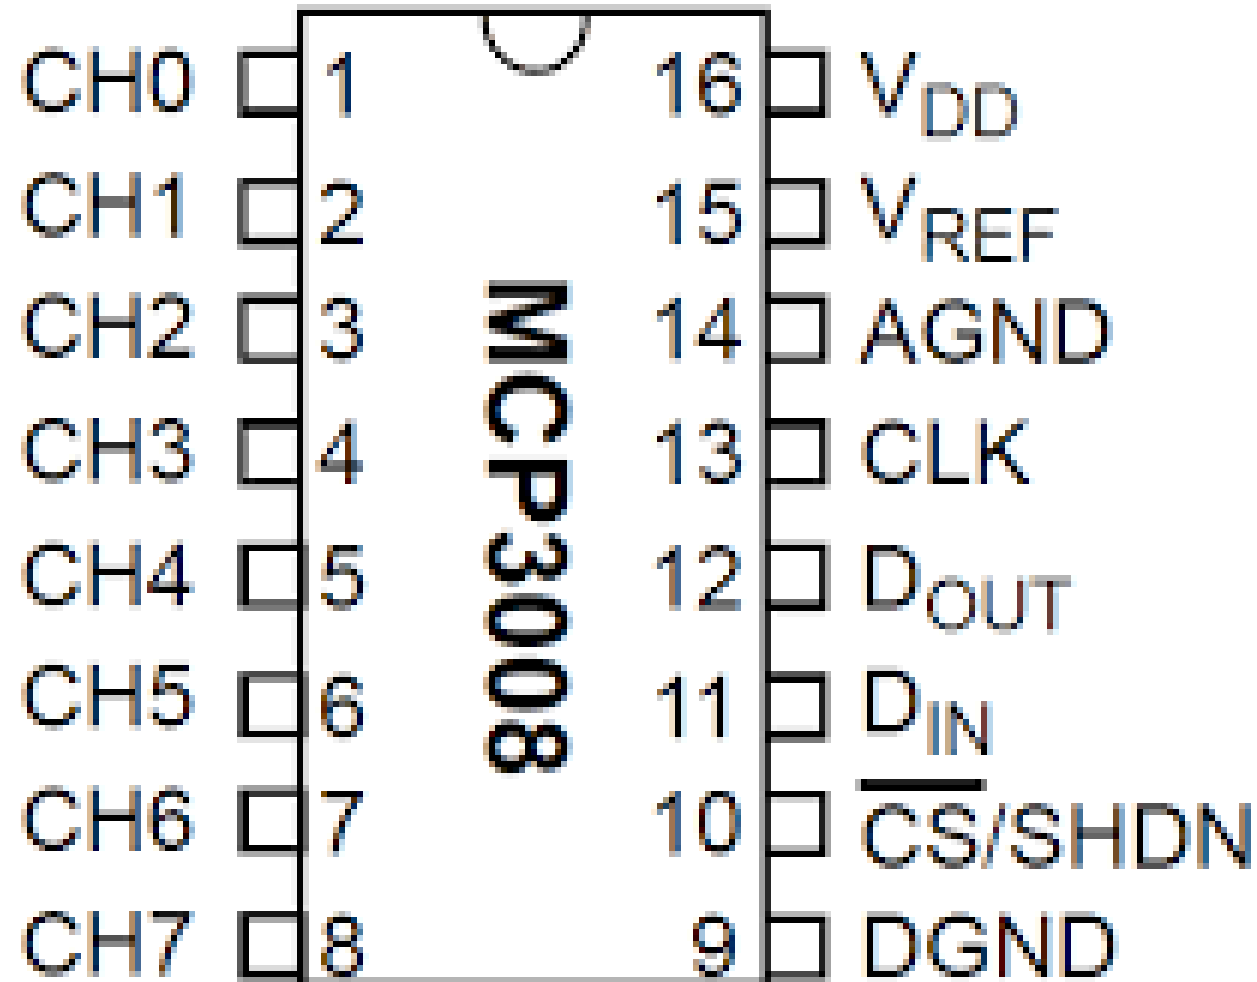 CH0 1 16 VDD
CH1 2 15 VREF
CH2 3 14 AGND
CH3 4 13 CLK
CH4 5 12 DOUT
CH5 6 11 DIN
CH6 7 10 C̅S̅/SHDN
CH7 8 9 DGND
MCP3008